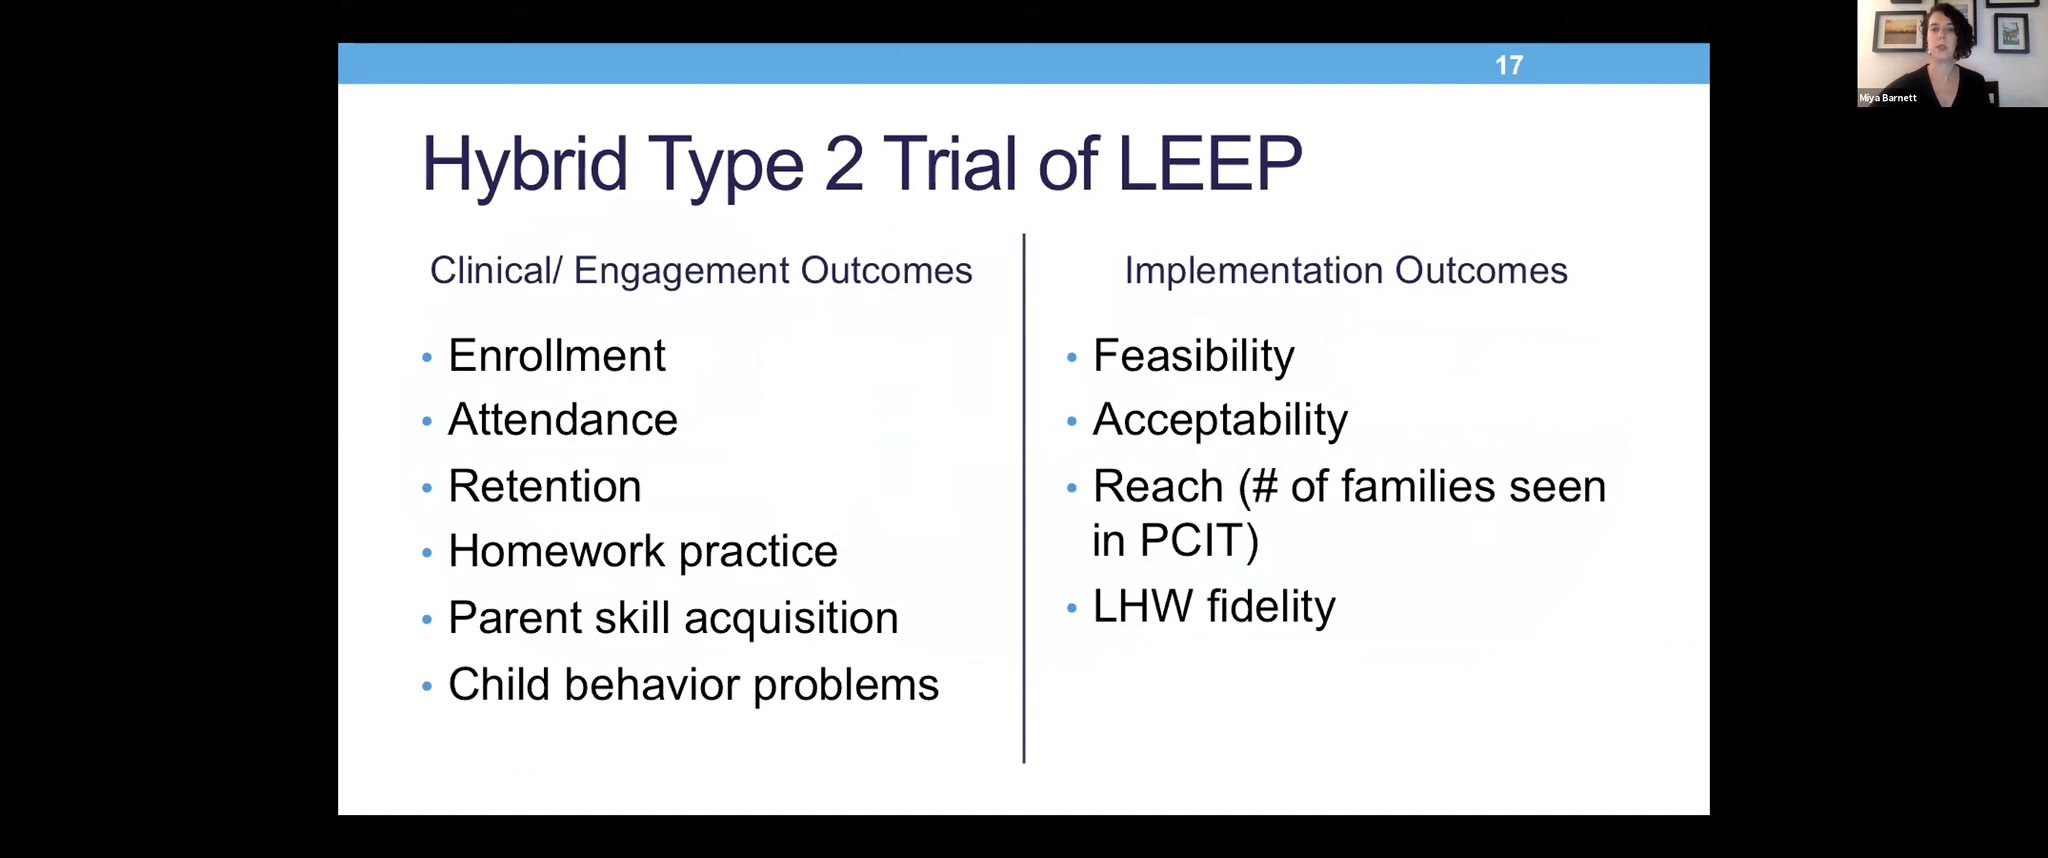 17
Miya Barnett
Hybrid Type 2 Trial of LEEP
Clinical/ Engagement Outcomes
• Enrollment
• Attendance
• Retention
• Homework practice
• Parent skill acquisition
• Child behavior problems
Implementation Outcomes
• Feasibility
• Acceptability
• Reach (# of families seen
in PCIT)
• LHW fidelity